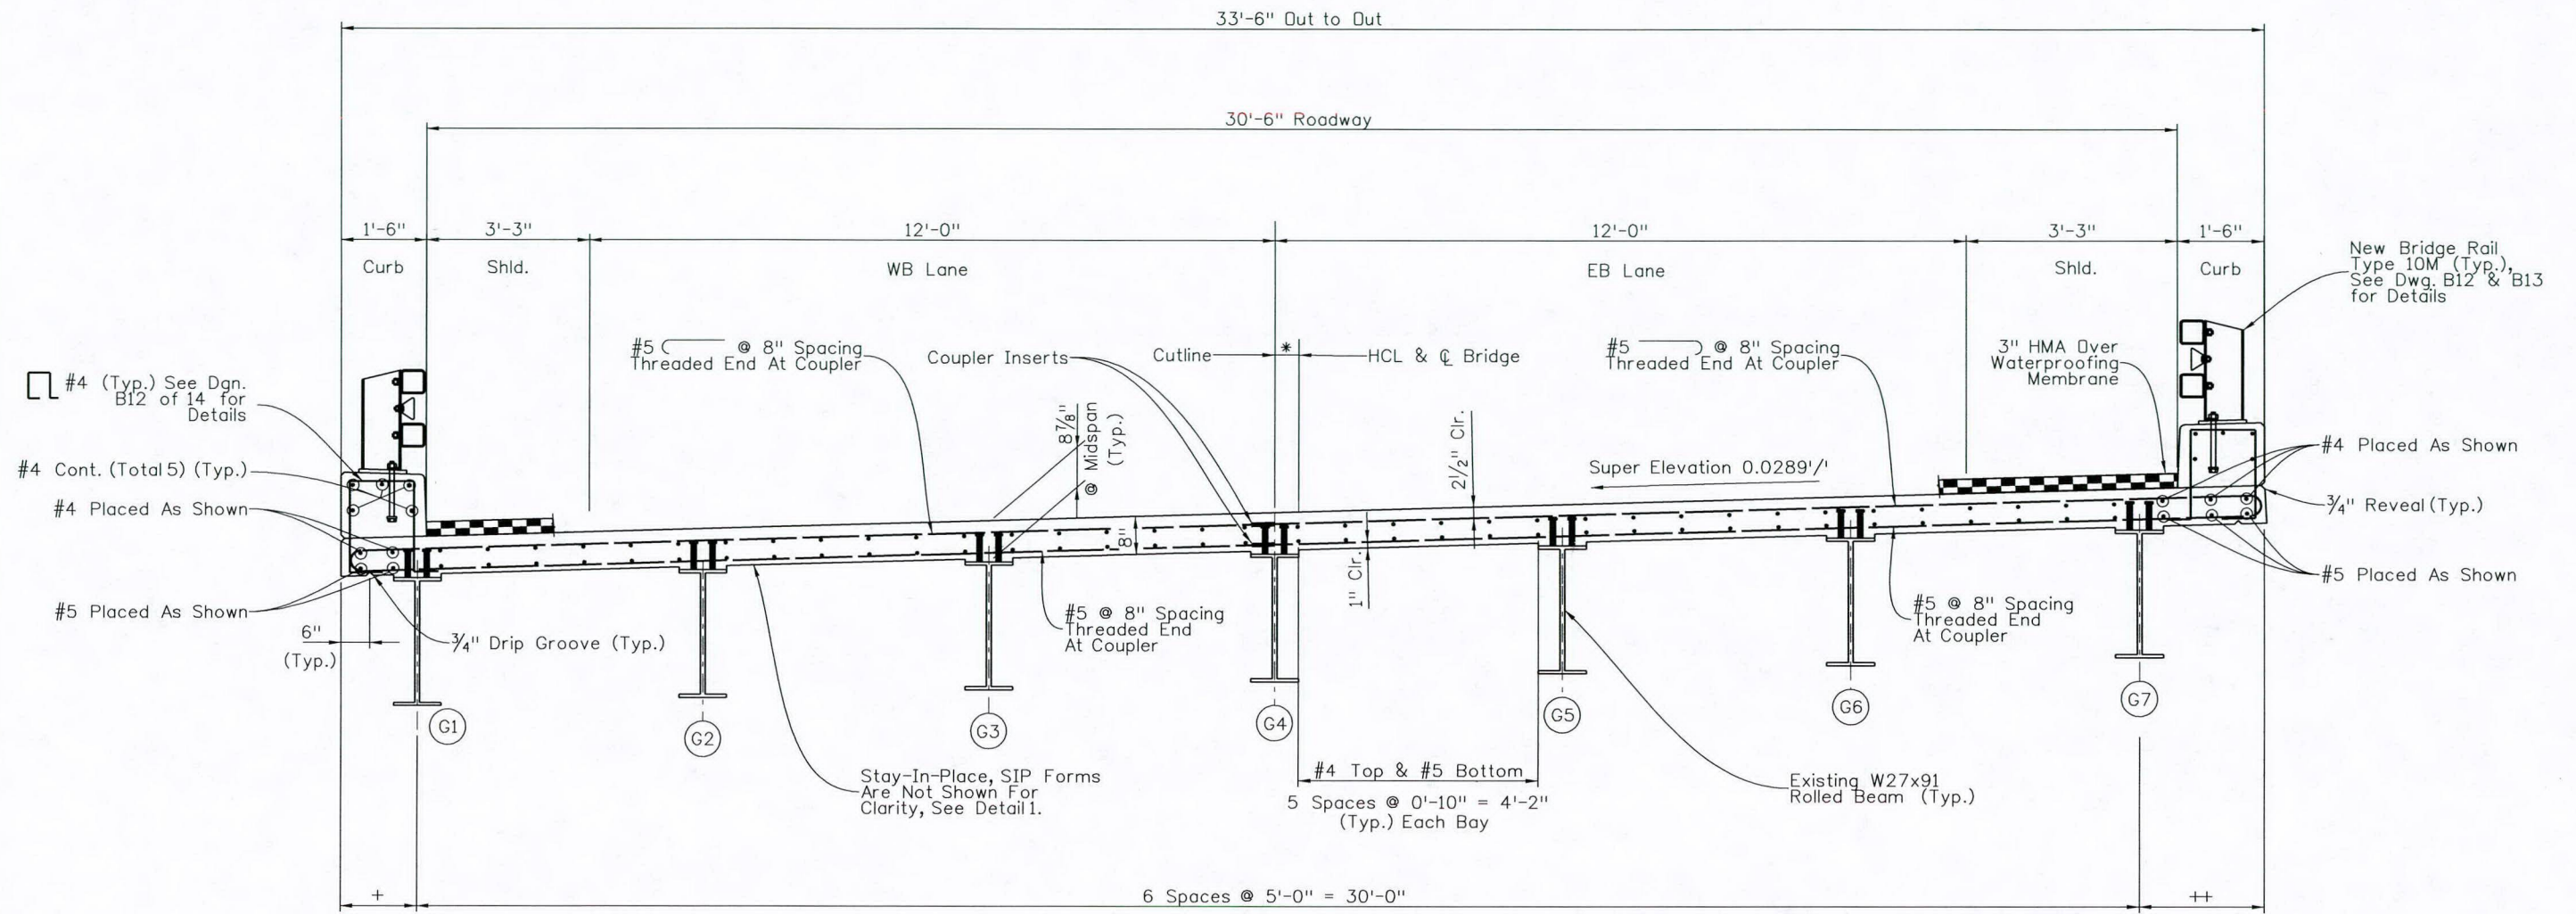 33'-6" Out to Out
30'-6" Roadway
1'-6"
3'-3"
12'-0"
12'-0"
3'-3"
1'-6"
Curb
Shld.
WB Lane
EB Lane
Shld.
Curb
New Bridge Rail
Type 10M (Typ.),
See Dwg. B12 & B13
for Details
#5 @ 8" Spacing
Threaded End At Coupler
Coupler Inserts
Cutline
*
HCL & ℄ Bridge
#5 @ 8" Spacing
Threaded End At Coupler
3" HMA Over
Waterproofing
Membrane
#4 (Typ.) See Dgn.
B12 of 14 for
Details
8⅞"
@ Midspan
(Typ.)
2½" Clr.
#4 Cont. (Total 5) (Typ.)
#4 Placed As Shown
Super Elevation 0.0289'/'
#4 Placed As Shown
¾" Reveal (Typ.)
8"
1" Clr.
#5 Placed As Shown
#5 Placed As Shown
6"
(Typ.)
¾" Drip Groove (Typ.)
#5 @ 8" Spacing
Threaded End
At Coupler
#5 @ 8" Spacing
Threaded End
At Coupler
G1
G2
G3
G4
G5
G6
G7
Stay-In-Place, SIP Forms
Are Not Shown For
Clarity, See Detail 1.
#4 Top & #5 Bottom
5 Spaces @ 0'-10" = 4'-2"
(Typ.) Each Bay
Existing W27x91
Rolled Beam (Typ.)
+
6 Spaces @ 5'-0" = 30'-0"
++